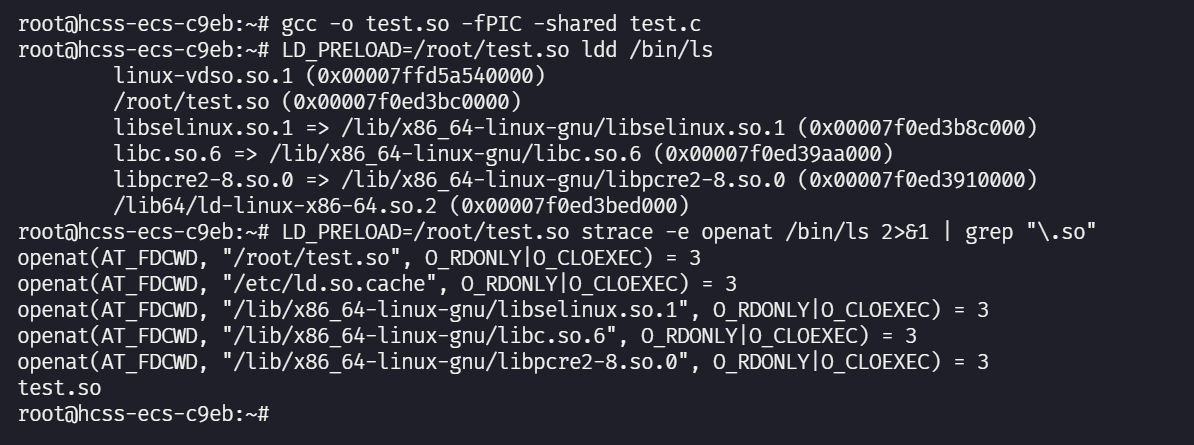 root@hcss-ecs-c9eb:~# gcc -o test.so -fPIC -shared test.c
root@hcss-ecs-c9eb:~# LD_PRELOAD=/root/test.so ldd /bin/ls
        linux-vdso.so.1 (0x00007ffd5a540000)
        /root/test.so (0x00007f0ed3bc0000)
        libselinux.so.1 => /lib/x86_64-linux-gnu/libselinux.so.1 (0x00007f0ed3b8c000)
        libc.so.6 => /lib/x86_64-linux-gnu/libc.so.6 (0x00007f0ed39aa000)
        libpcre2-8.so.0 => /lib/x86_64-linux-gnu/libpcre2-8.so.0 (0x00007f0ed3910000)
        /lib64/ld-linux-x86-64.so.2 (0x00007f0ed3bed000)
root@hcss-ecs-c9eb:~# LD_PRELOAD=/root/test.so strace -e openat /bin/ls 2>&1 | grep "\.so"
openat(AT_FDCWD, "/root/test.so", O_RDONLY|O_CLOEXEC) = 3
openat(AT_FDCWD, "/etc/ld.so.cache", O_RDONLY|O_CLOEXEC) = 3
openat(AT_FDCWD, "/lib/x86_64-linux-gnu/libselinux.so.1", O_RDONLY|O_CLOEXEC) = 3
openat(AT_FDCWD, "/lib/x86_64-linux-gnu/libc.so.6", O_RDONLY|O_CLOEXEC) = 3
openat(AT_FDCWD, "/lib/x86_64-linux-gnu/libpcre2-8.so.0", O_RDONLY|O_CLOEXEC) = 3
test.so
root@hcss-ecs-c9eb:~#